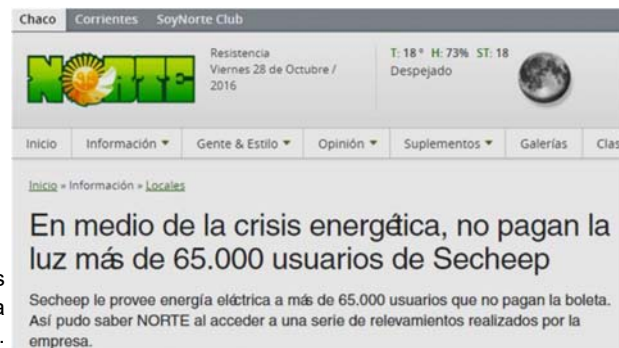 Chaco Corrientes SoyNorte Club
NORTE
Resistencia
Viernes 28 de Octubre /
2016
T: 18° H: 73% ST: 18
Despejado
Inicio Información Gente & Estilo Opinión Suplementos Galerías Clas
Inicio » Información » Locales
En medio de la crisis energética, no pagan la
luz más de 65.000 usuarios de Secheep
Secheep le provee energía eléctrica a más de 65.000 usuarios que no pagan la boleta.
Así pudo saber NORTE al acceder a una serie de relevamientos realizados por la
empresa.
s
a
.